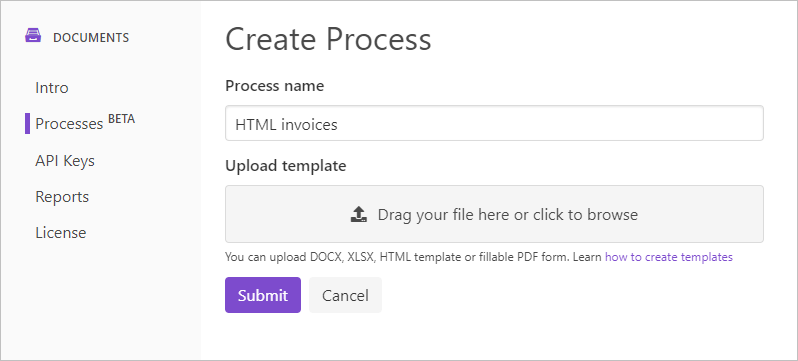 DOCUMENTS
Intro
Processes BETA
API Keys
Reports
License
Create Process
Process name
HTML invoices
Upload template
Drag your file here or click to browse
You can upload DOCX, XLSX, HTML template or fillable PDF form. Learn how to create templates
Submit Cancel